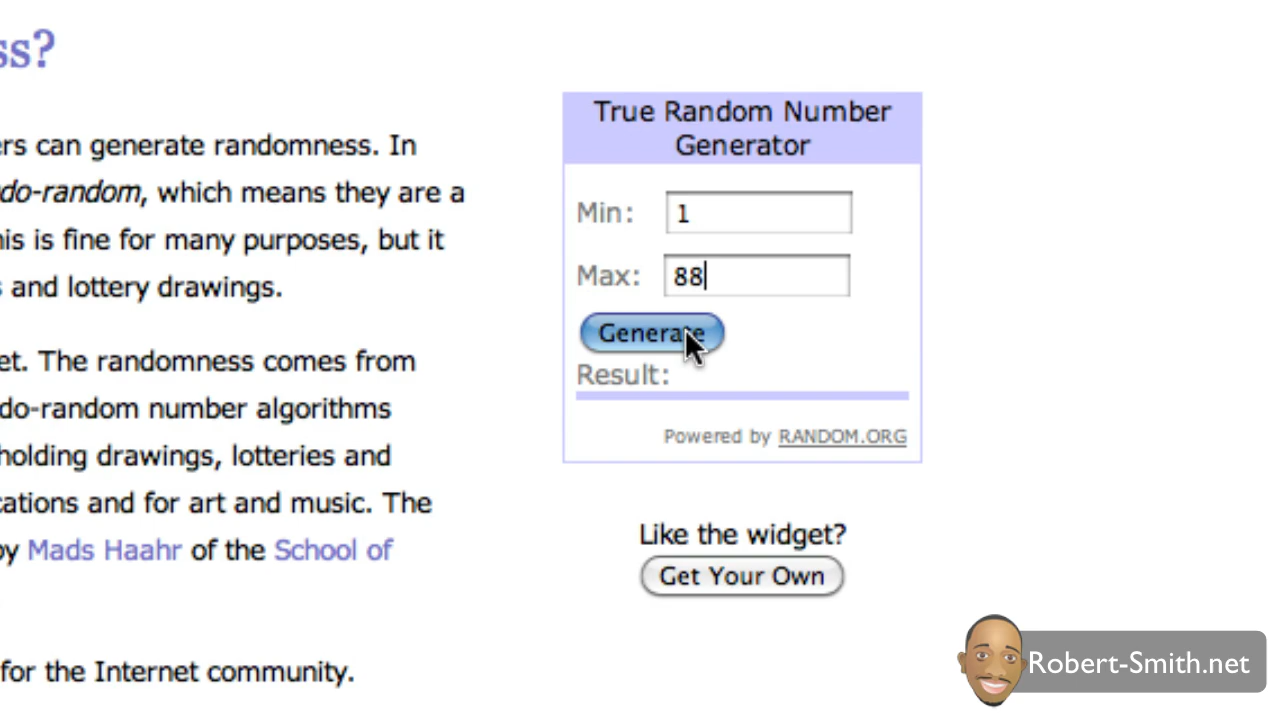 ss?
ers can generate randomness. In
do-random, which means they are a
his is fine for many purposes, but it
s and lottery drawings.
et. The randomness comes from
do-random number algorithms
holding drawings, lotteries and
cations and for art and music. The
by Mads Haahr of the School of
for the Internet community.
True Random Number
Generator
Min: 1
Max: 88
Generate
Result:
Powered by RANDOM.ORG
Like the widget?
Get Your Own
Robert-Smith.net